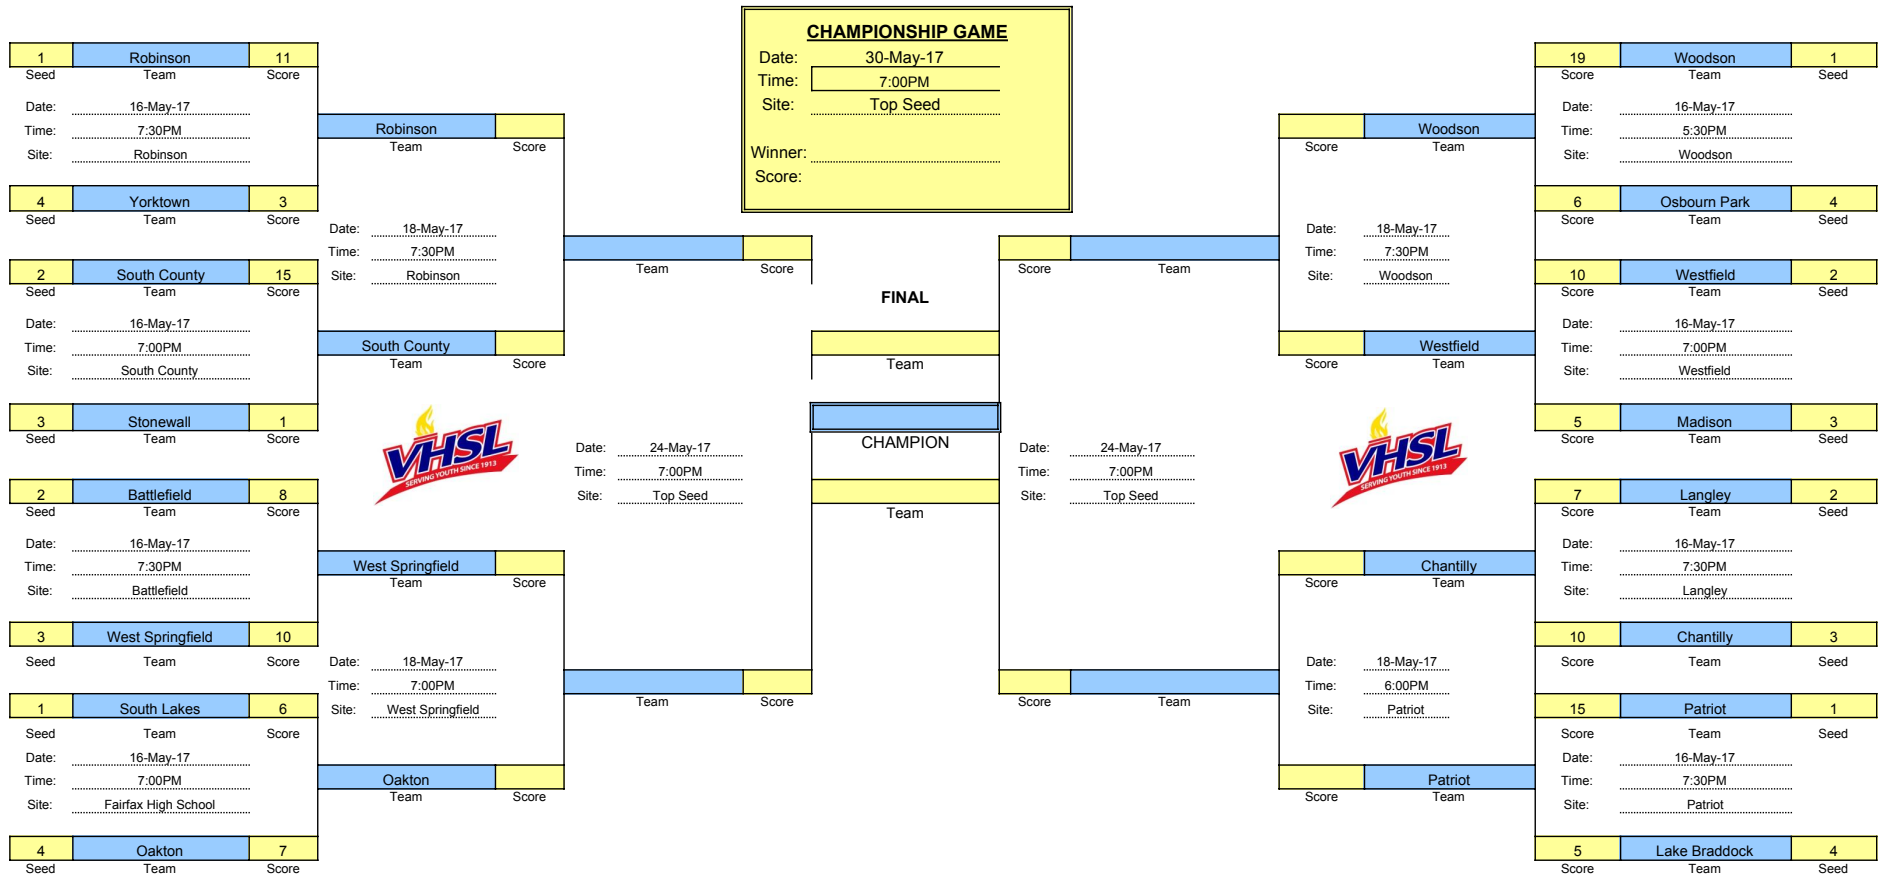 CHAMPIONSHIP GAME
Date: 30-May-17
Time: 7:00PM
Site: Top Seed
Winner:
Score:
1 Robinson 11
Seed Team Score
Date: 16-May-17
Time: 7:30PM
Site: Robinson
4 Yorktown 3
Seed Team Score
2 South County 15
Seed Team Score
Date: 16-May-17
Time: 7:00PM
Site: South County
3 Stonewall 1
Seed Team Score
2 Battlefield 8
Seed Team Score
Date: 16-May-17
Time: 7:30PM
Site: Battlefield
3 West Springfield 10
Seed Team Score
1 South Lakes 6
Seed Team Score
Date: 16-May-17
Time: 7:00PM
Site: Fairfax High School
4 Oakton 7
Seed Team Score
Robinson
Team Score
Date: 18-May-17
Time: 7:30PM
Site: Robinson
South County
Team Score
VHSL
SERVING YOUTH SINCE 1913
West Springfield
Team Score
Date: 18-May-17
Time: 7:00PM
Site: West Springfield
Oakton
Team Score
Team Score
Date: 24-May-17
Time: 7:00PM
Site: Top Seed
Team Score
FINAL
Team
CHAMPION
Team
Score Team
Date: 24-May-17
Time: 7:00PM
Site: Top Seed
Score Team
Woodson
Score Team
Date: 18-May-17
Time: 7:30PM
Site: Woodson
Westfield
Score Team
VHSL
SERVING YOUTH SINCE 1913
Chantilly
Score Team
Date: 18-May-17
Time: 6:00PM
Site: Patriot
Patriot
Score Team
19 Woodson 1
Score Team Seed
Date: 16-May-17
Time: 5:30PM
Site: Woodson
6 Osbourn Park 4
Score Team Seed
10 Westfield 2
Score Team Seed
Date: 16-May-17
Time: 7:00PM
Site: Westfield
5 Madison 3
Score Team Seed
7 Langley 2
Score Team Seed
Date: 16-May-17
Time: 7:30PM
Site: Langley
10 Chantilly 3
Score Team Seed
15 Patriot 1
Score Team Seed
Date: 16-May-17
Time: 7:30PM
Site: Patriot
5 Lake Braddock 4
Score Team Seed